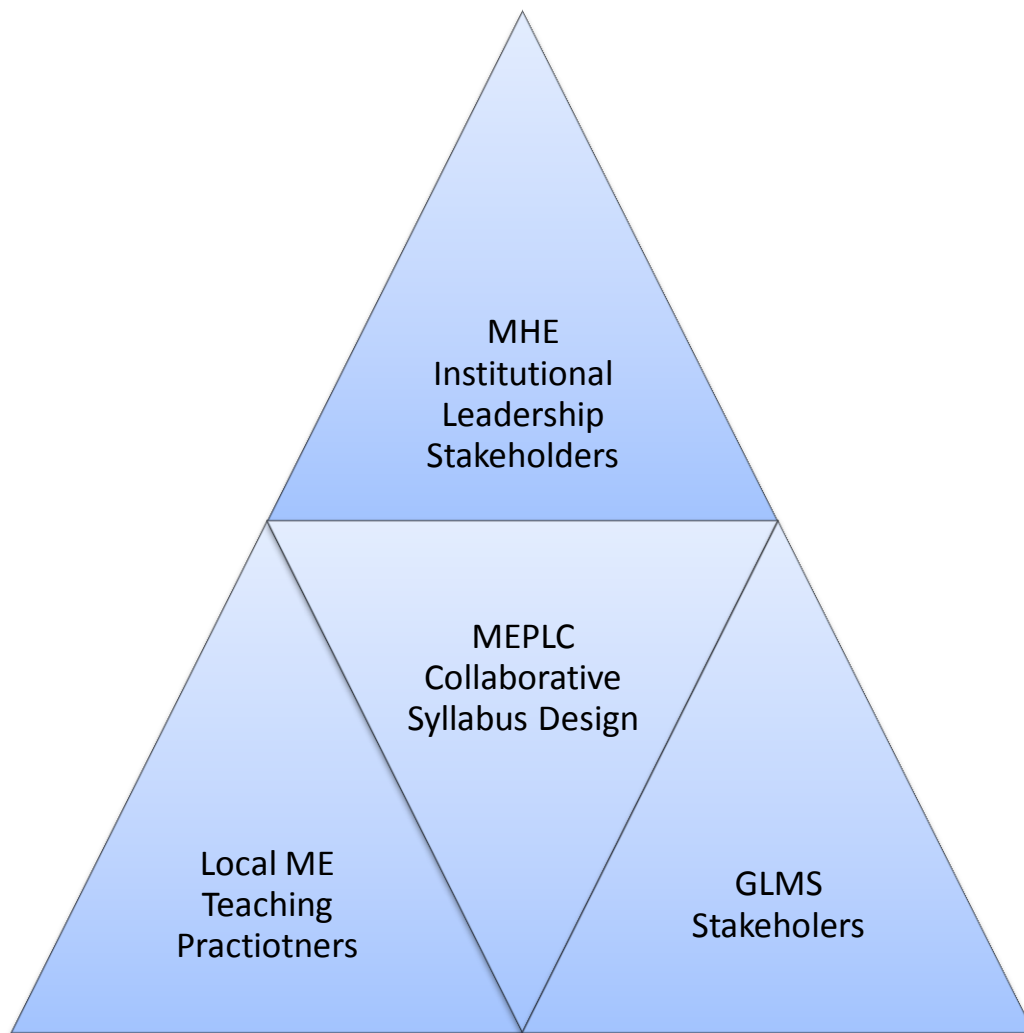 MHE
Institutional
Leadership
Stakeholders
MEPLC
Collaborative
Syllabus Design
Local ME
Teaching
Practiotners
GLMS
Stakeholers